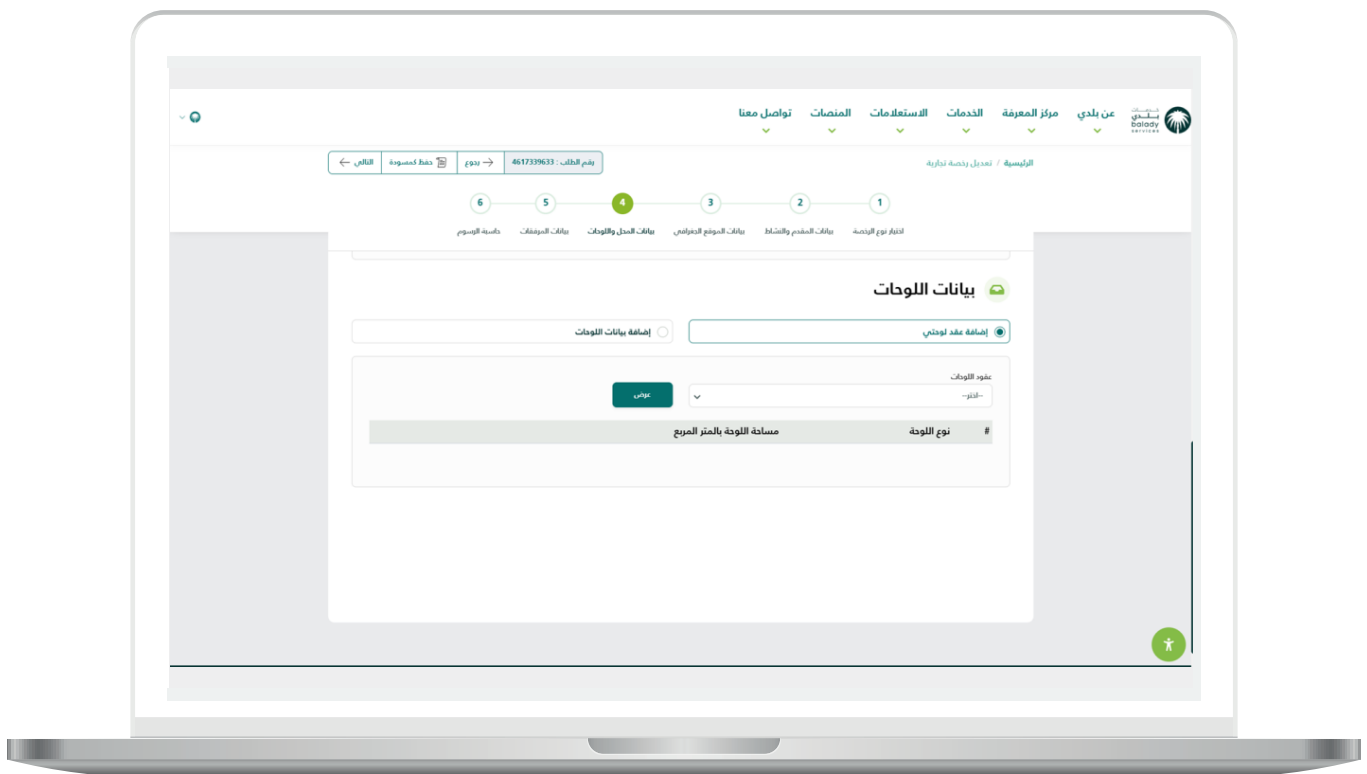 خدمات
بلدي
balady
services
عن بلدي
مركز المعرفة
الخدمات
الاستعلامات
المنصات
تواصل معنا
الرئيسية / تعديل رخصة تجارية
رقم الطلب : 4617339633
رجوع
حفظ كمسودة
التالي
1
2
3
4
5
6
اختيار نوع الرخصة
بيانات المقدم والنشاط
بيانات الموقع الجغرافي
بيانات المحل واللوحات
بيانات المرفقات
حاسبة الرسوم
بيانات اللوحات
إضافة عقد لوحتي
إضافة بيانات اللوحات
عقود اللوحات
--اختر--
عرض
# نوع اللوحة مساحة اللوحة بالمتر المربع